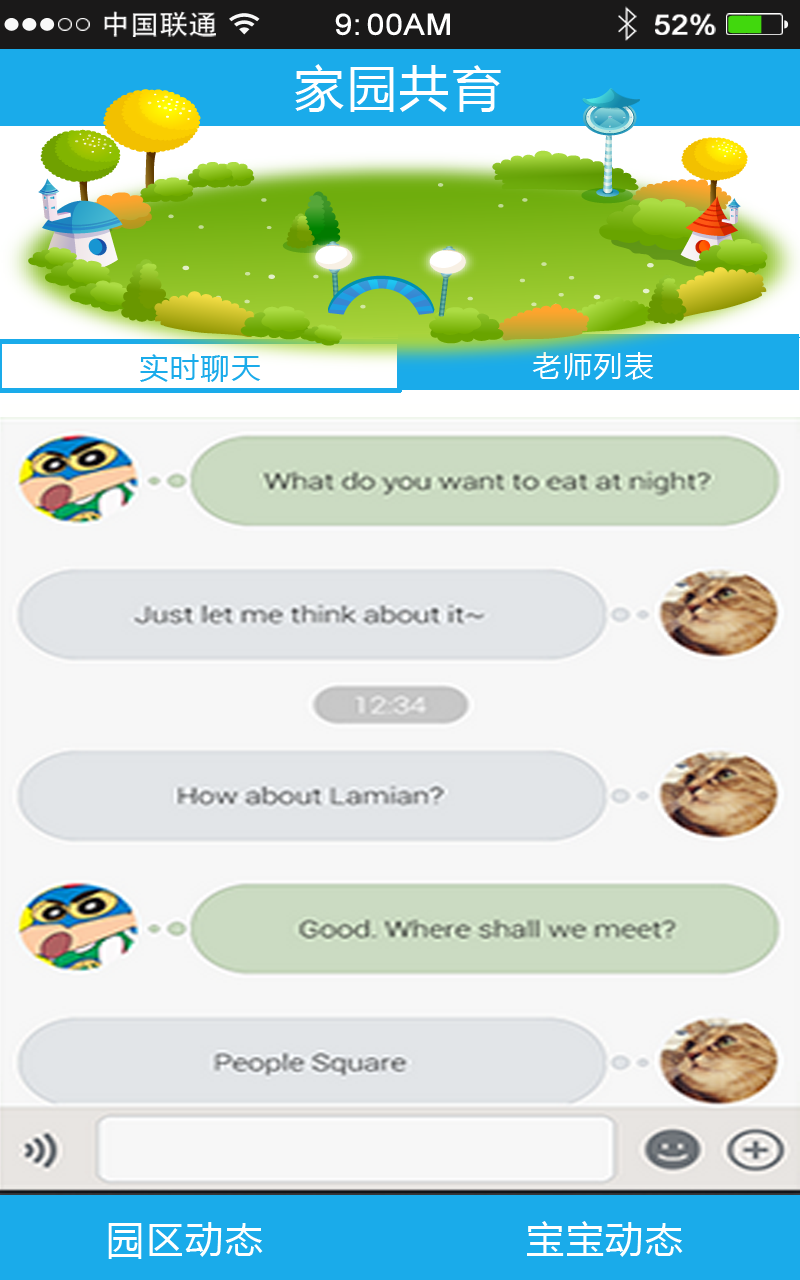 中国联通 9:00AM 52%
家园共育
实时聊天 老师列表
What do you want to eat at night?
Just let me think about it~
12:34
How about Lamian?
Good. Where shall we meet?
People Square
园区动态 宝宝动态